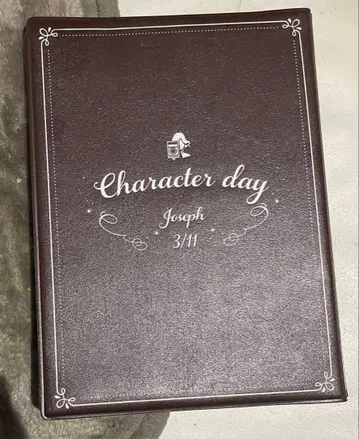 Character day
Joseph
3/11